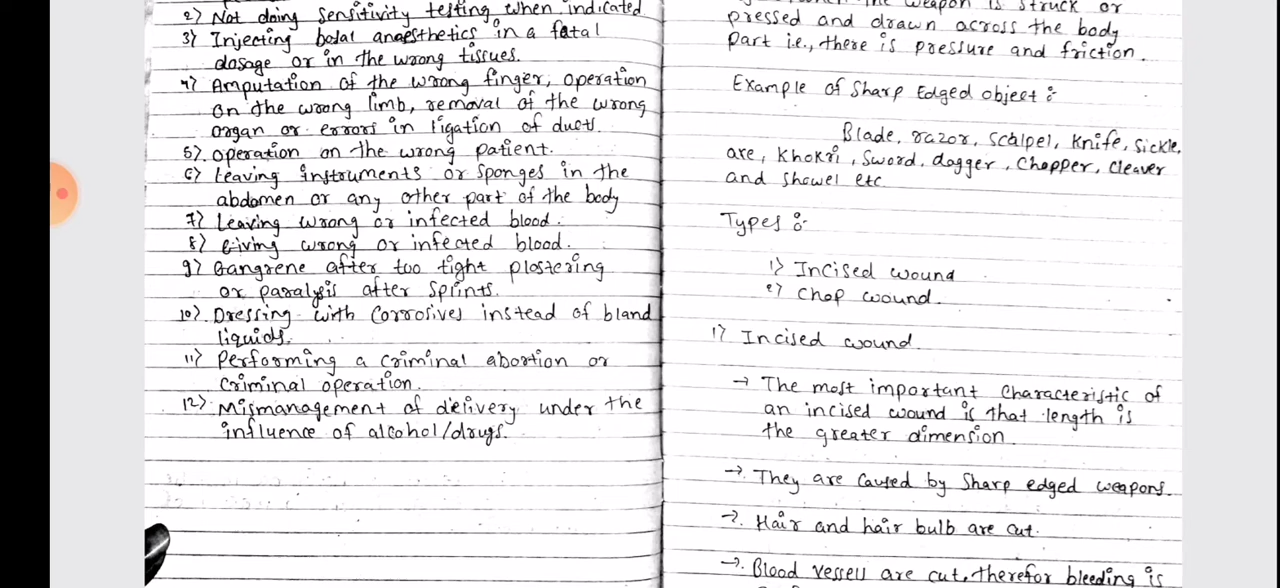 2) Not doing sensitivity testing when indicated
3) Injecting botal anaesthetics in a fatal
dosage or in the wrong tissues.
4) Amputation of the wrong finger, operation
on the wrong limb, removal of the wrong
organ or errors in ligation of ducts.
5) operation on the wrong patient.
6) Leaving instruments or sponges in the
abdomen or any other part of the body
7) Leaving wrong or infected blood.
8) Giving wrong or infected blood.
9) Gangrene after too tight plastering
or paralysis after splints.
10) Dressing with corrosives instead of bland
liquids.
11) Performing a criminal abortion or
criminal operation.
12) Mismanagement of delivery under the
influence of alcohol/drugs.
the weapon is struck or
pressed and drawn across the body
part i.e., there is pressure and friction.
Example of Sharp Edged object :
Blade, razor, scalpel, knife, sickle,
axe, khokri, sword, dagger, chopper, cleaver
and showel etc
Types :-
1) Incised wound
2) Chop wound.
1) Incised wound.
→ The most important characteristic of
an incised wound is that length is
the greater dimension.
→ They are caused by sharp edged weapons.
→ Hair and hair bulb are cut.
→ Blood vessels are cut, therefor bleeding is